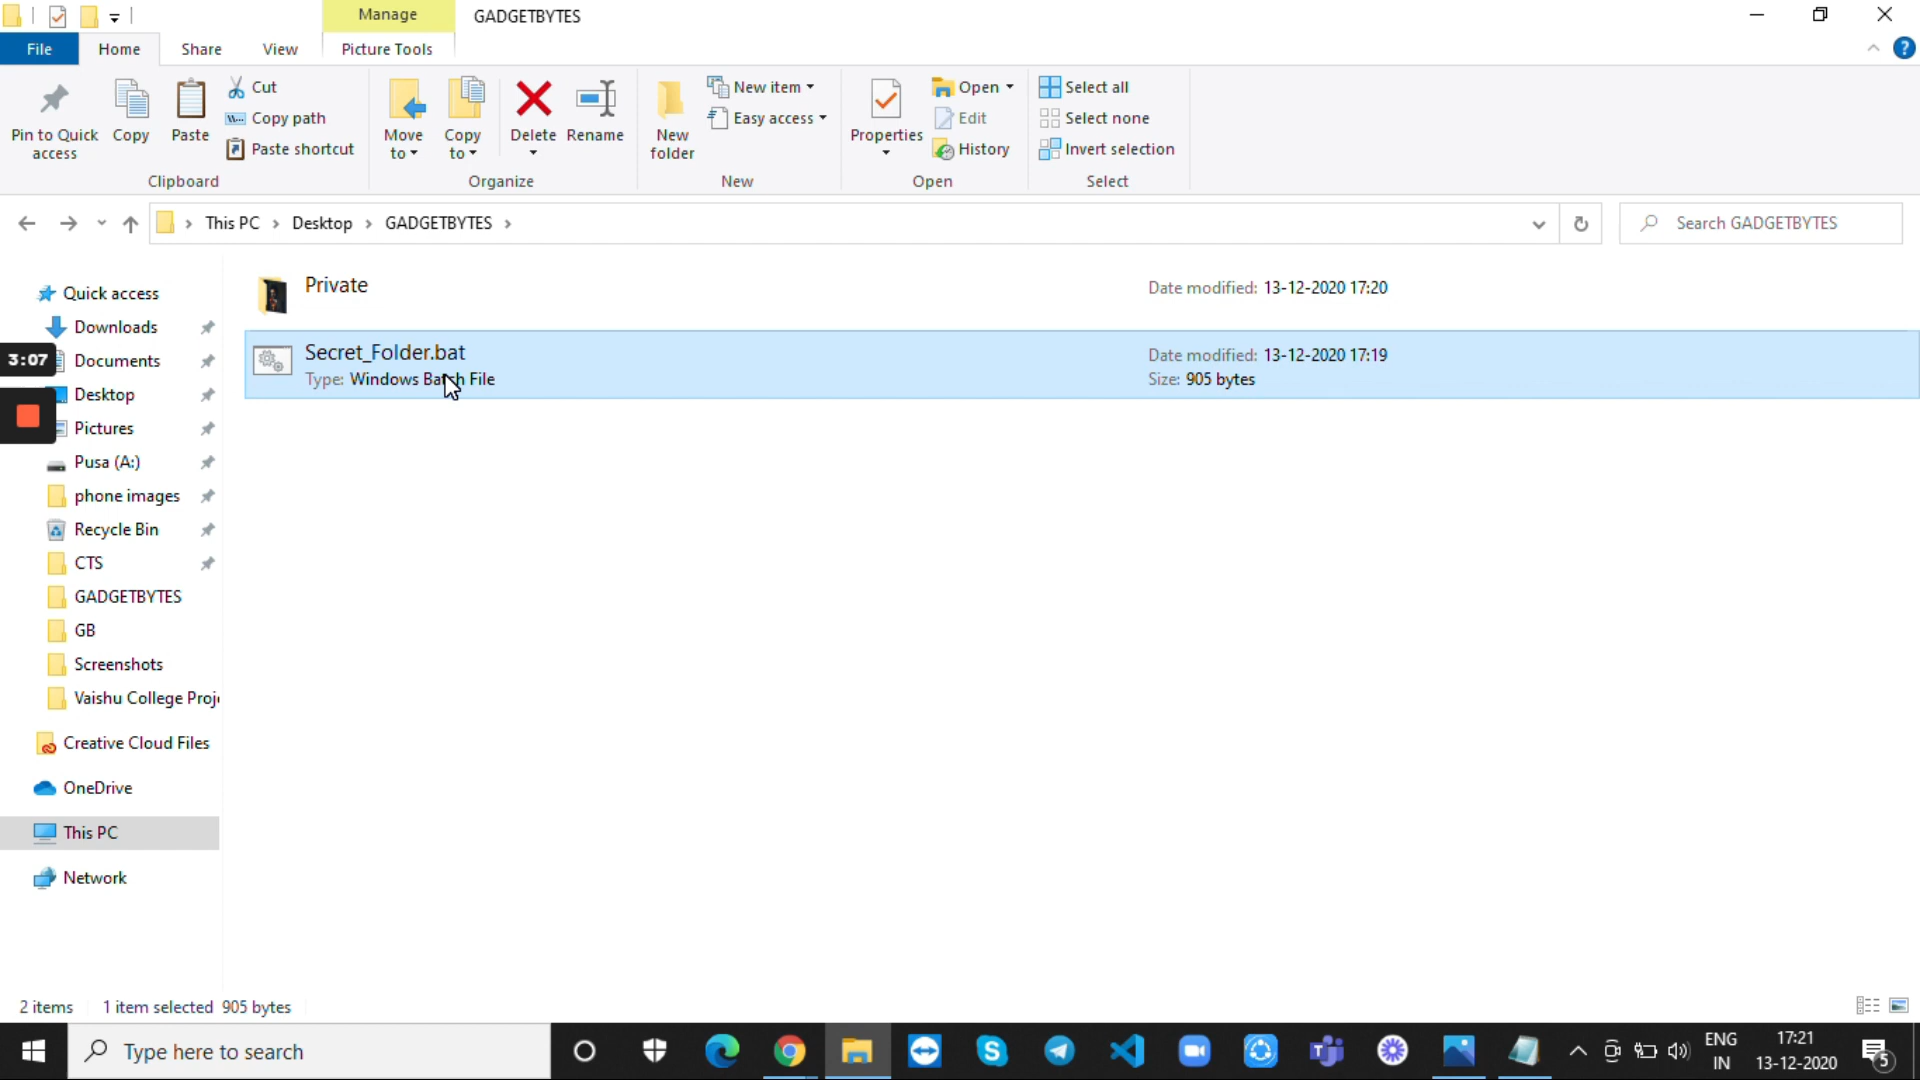 Manage
GADGETBYTES
File
Home
Share
View
Picture Tools
Pin to Quick
access
Copy
Paste
Cut
Copy path
Paste shortcut
Clipboard
Move
to
Copy
to
Delete
Rename
Organize
New
folder
New item
Easy access
New
Properties
Open
Edit
History
Open
Select all
Select none
Invert selection
Select
This PC
Desktop
GADGETBYTES
Search GADGETBYTES
Quick access
Downloads
Documents
Desktop
Pictures
Pusa (A:)
phone images
Recycle Bin
CTS
GADGETBYTES
GB
Screenshots
Vaishu College Proj
Creative Cloud Files
OneDrive
This PC
Network
3:07
Private
Date modified: 13-12-2020 17:20
Secret_Folder.bat
Type: Windows Batch File
Date modified: 13-12-2020 17:19
Size: 905 bytes
2 items
1 item selected 905 bytes
Type here to search
ENG
IN
17:21
13-12-2020
5